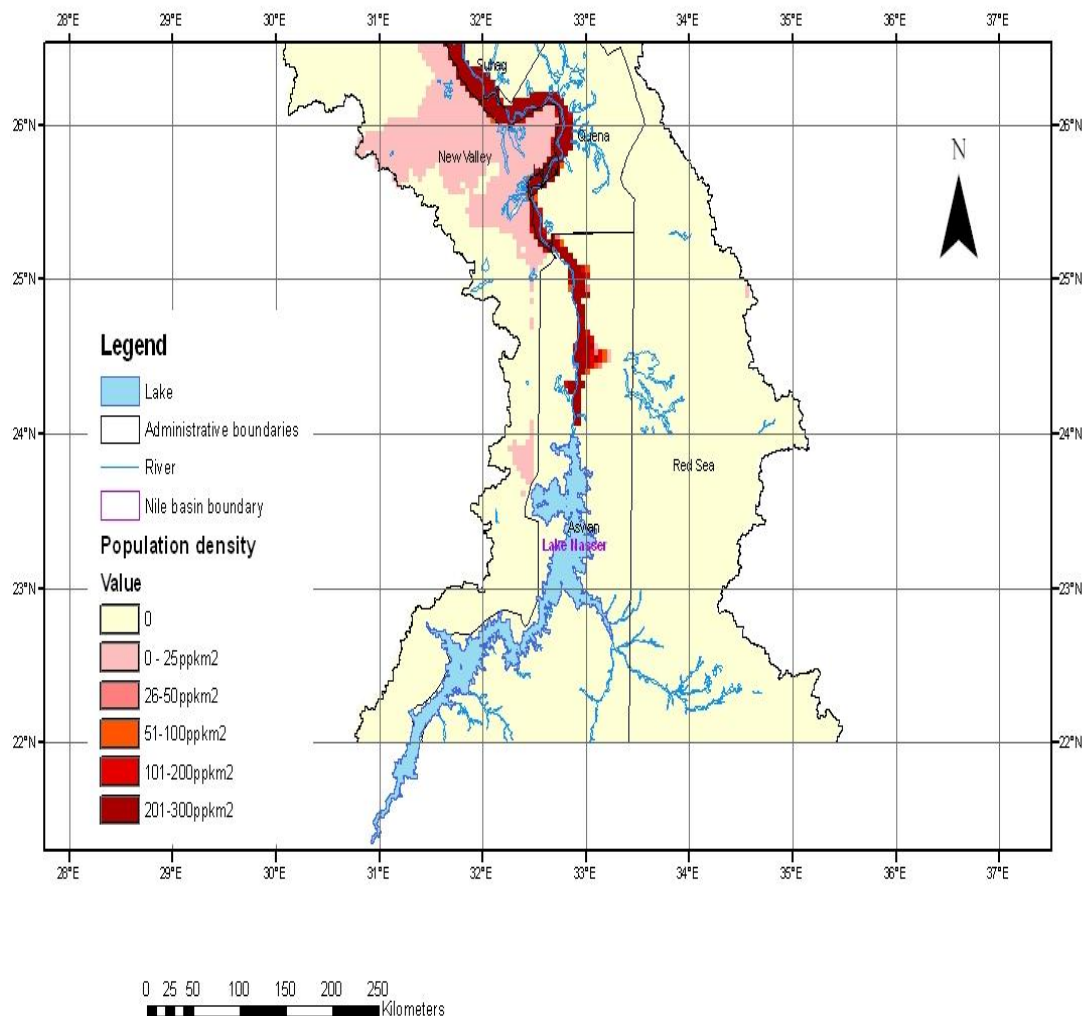 28°E 29°E 30°E 31°E 32°E 33°E 34°E 35°E 36°E 37°E
Suhag
26°N 26°N
Quena
New Valley
25°N 25°N
Legend
Lake
Administrative boundaries
River
Nile basin boundary
Population density
Value
0
0 - 25ppkm2
26-50ppkm2
51-100ppkm2
101-200ppkm2
201-300ppkm2
N
24°N 24°N
Red Sea
Aswan
Lake Nasser
23°N 23°N
22°N 22°N
28°E 29°E 30°E 31°E 32°E 33°E 34°E 35°E 36°E 37°E
0 25 50 100 150 200 250
Kilometers